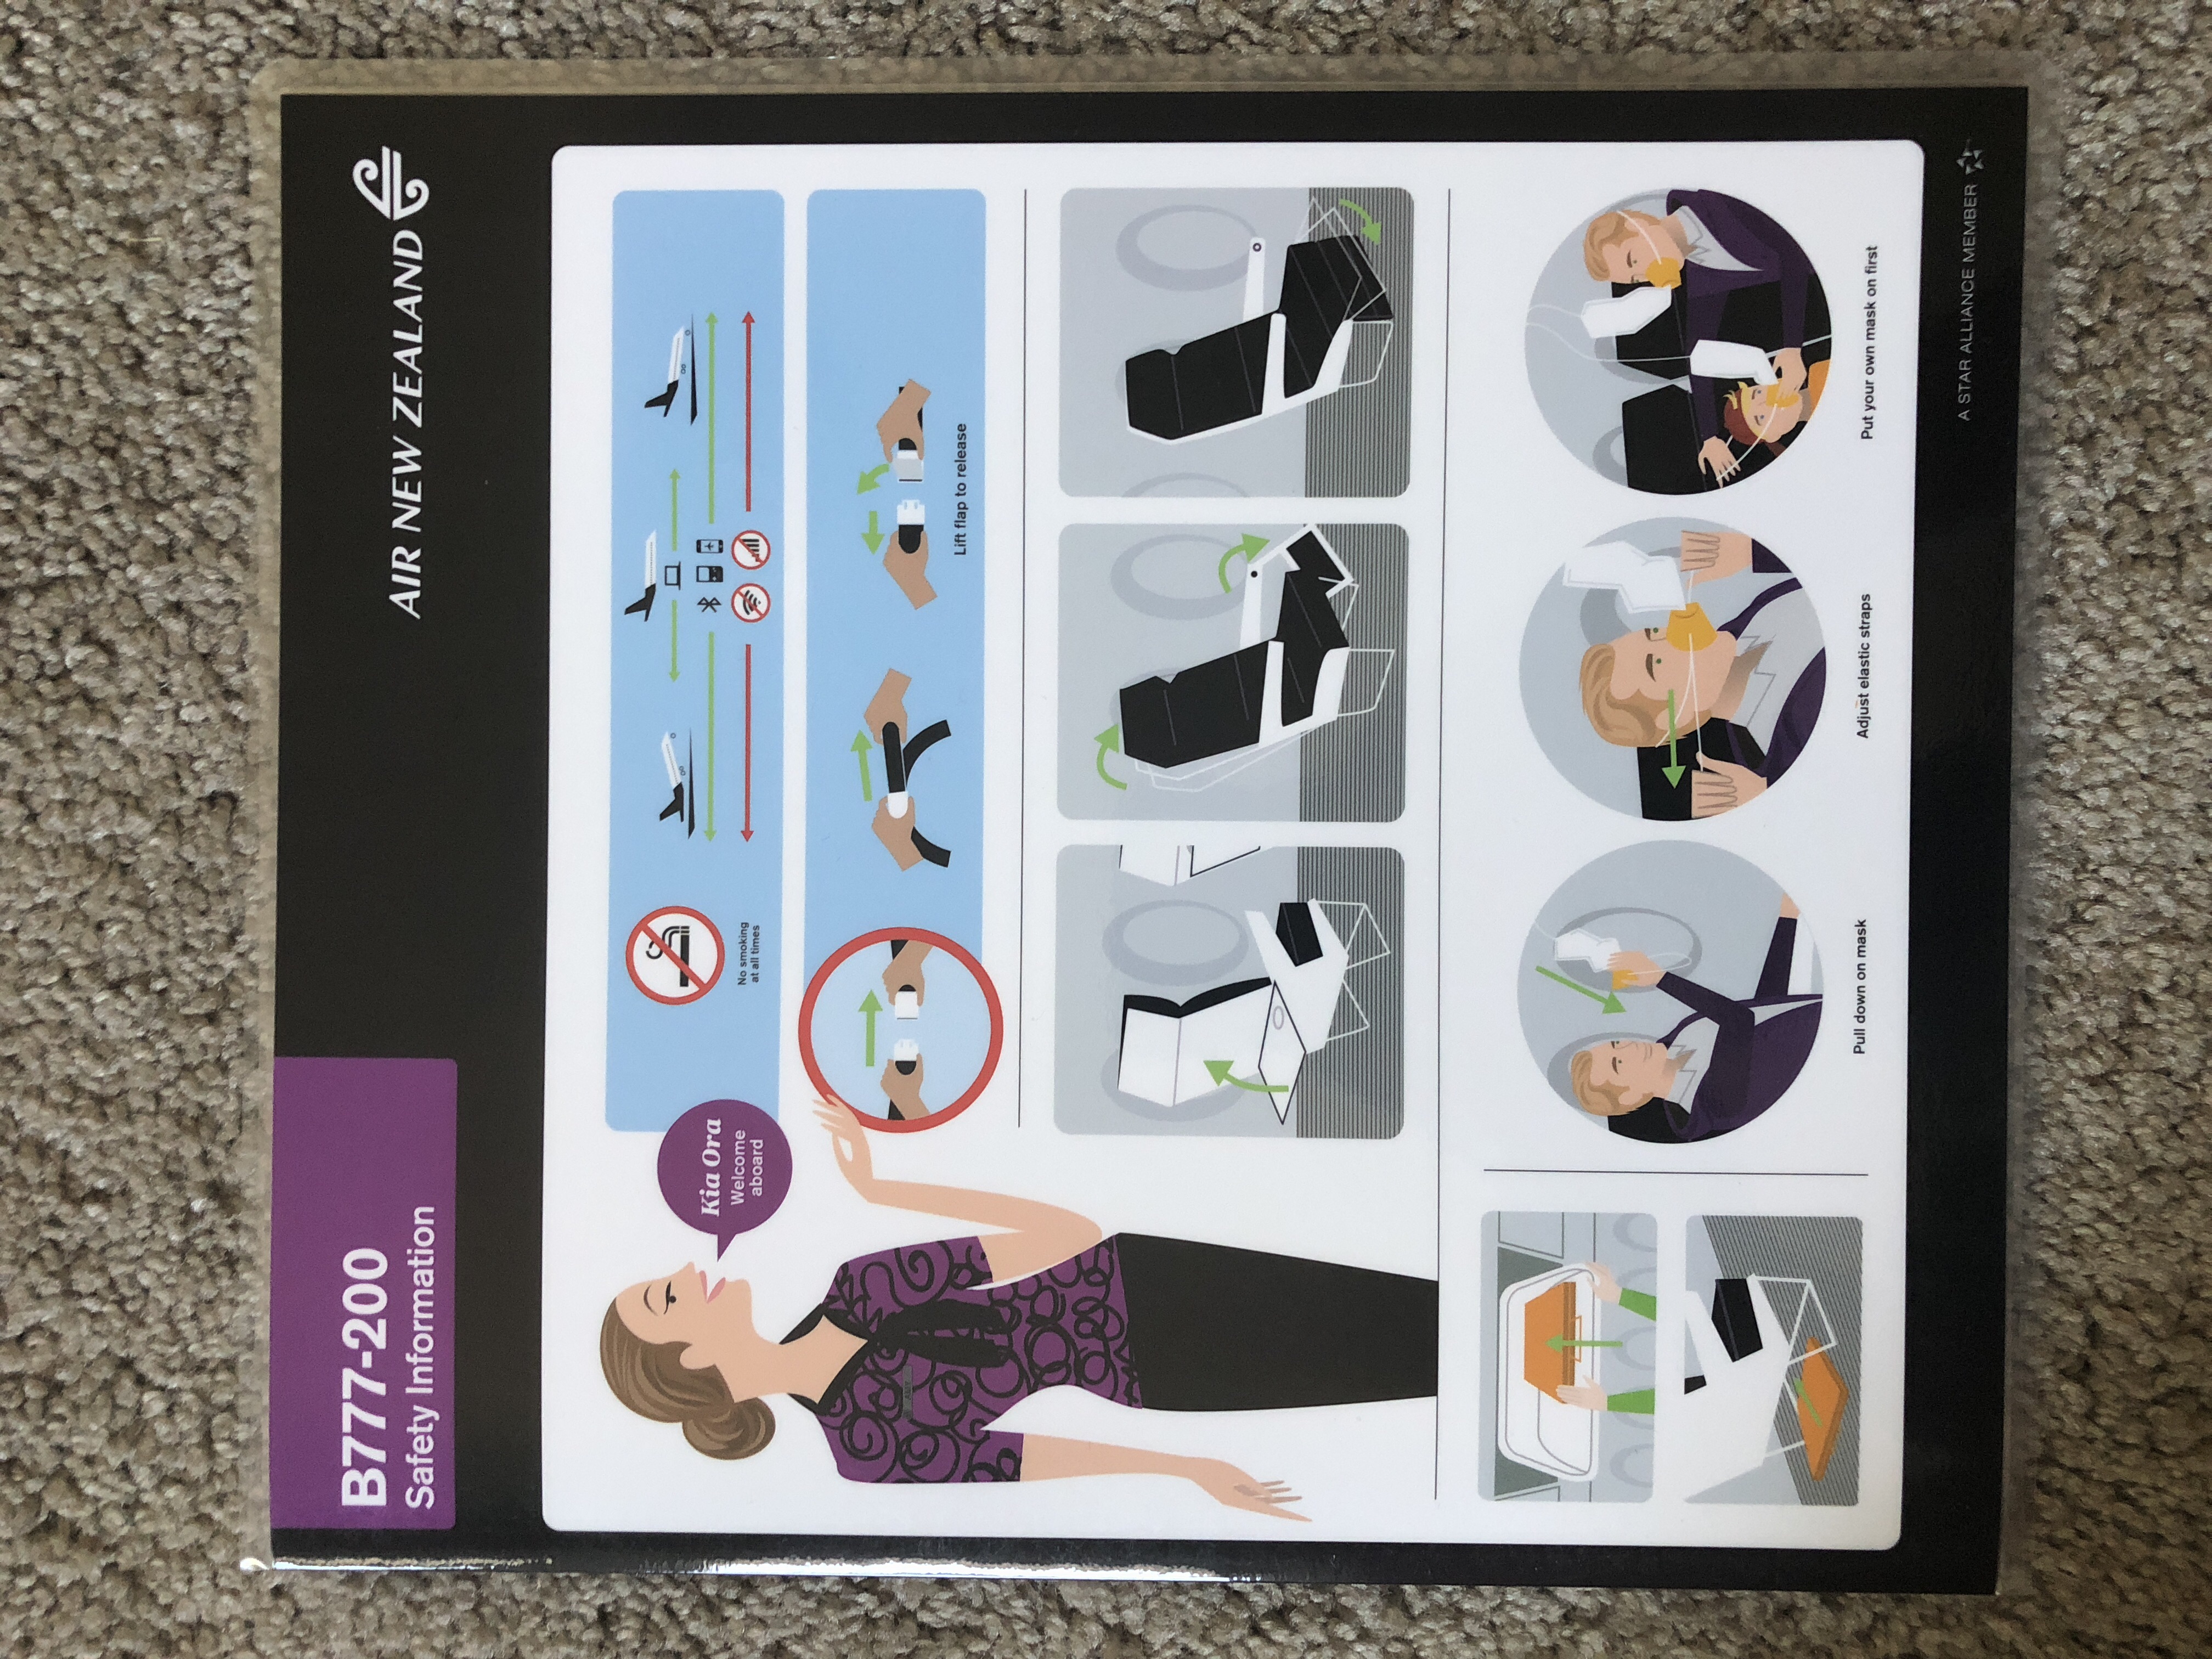 B777-200
Safety Information
AIR NEW ZEALAND
Kia Ora
Welcome
aboard
No smoking
at all times
Lift flap to release
Pull down on mask
Adjust elastic straps
Put your own mask on first
A STAR ALLIANCE MEMBER